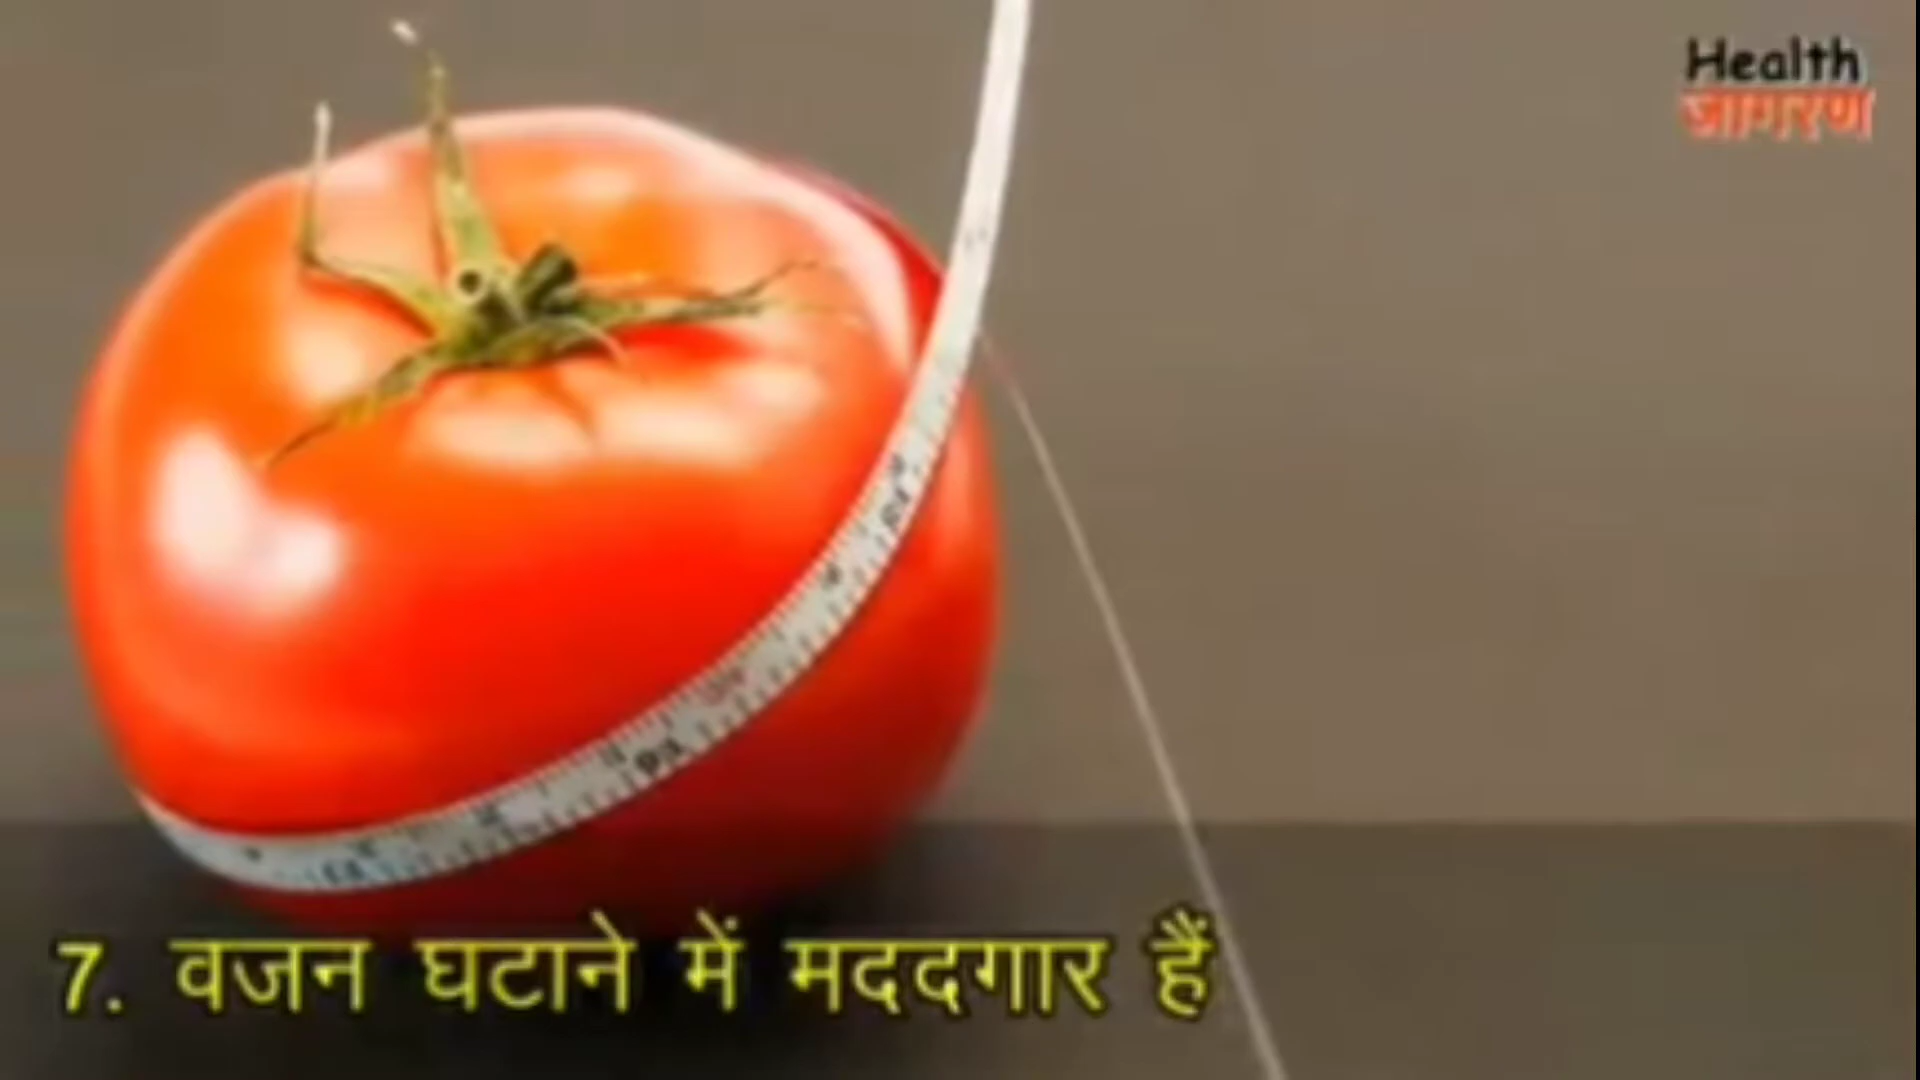 Health
जागरण
7. वजन घटाने में मददगार हैं